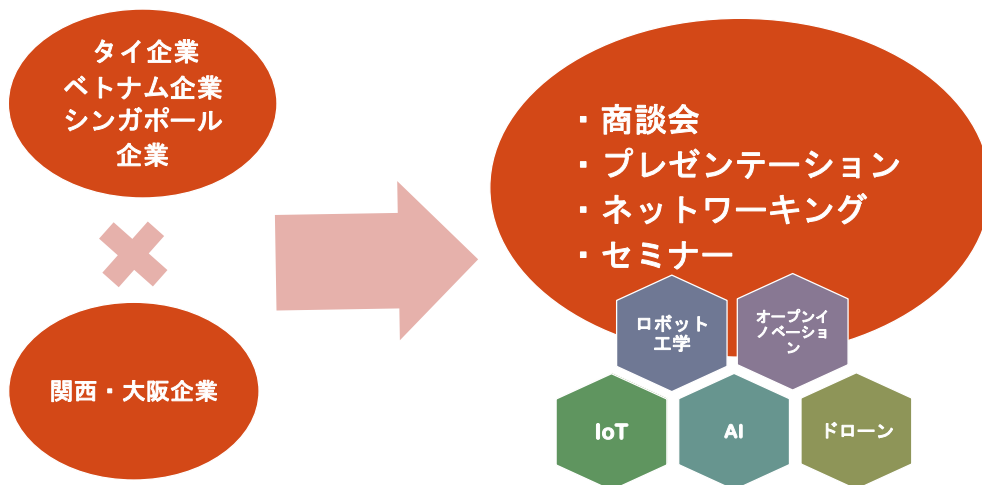 タイ企業
ベトナム企業
シンガポール
企業
関西・大阪企業
・商談会
・プレゼンテーション
・ネットワーキング
・セミナー
ロボット
工学
オープンイ
ノベーショ
ン
IoT
AI
ドローン